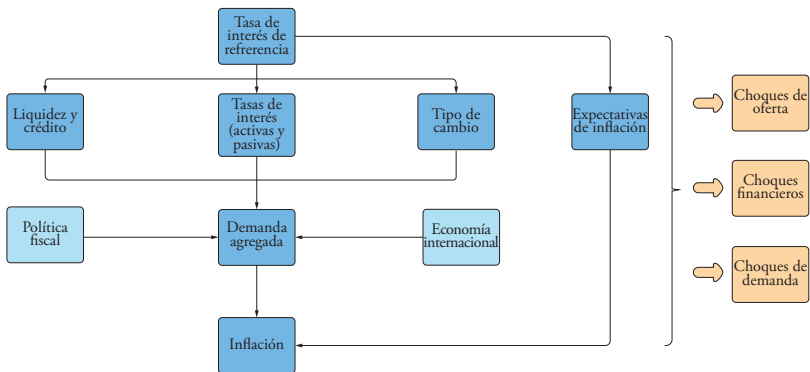 Tasa de
interés de
refrerencia
Liquidez y
crédito
Tasas de
interés
(activas y
pasivas)
Tipo de
cambio
Expectativas
de inflación
Choques de
oferta
Choques
financieros
Choques de
demanda
Política
fiscal
Demanda
agregada
Economía
internacional
Inflación